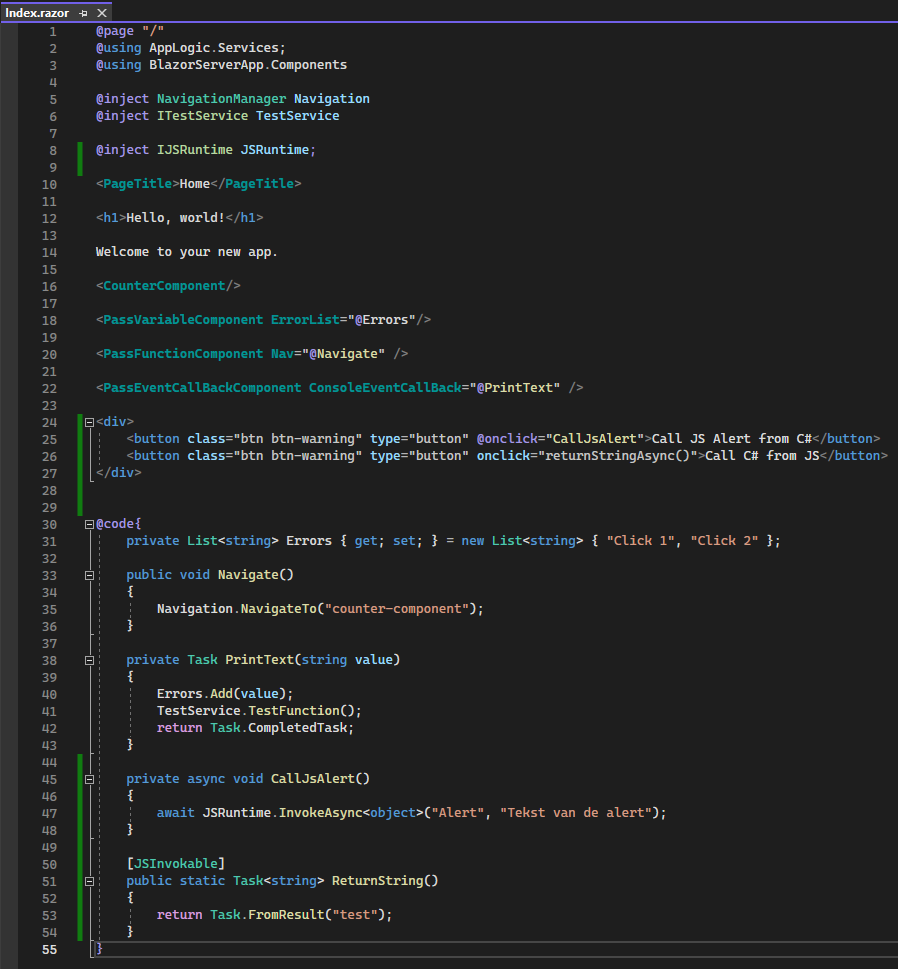 Index.razor
1 @page "/"
2 @using AppLogic.Services;
3 @using BlazorServerApp.Components
4
5 @inject NavigationManager Navigation
6 @inject ITestService TestService
7
8 @inject IJSRuntime JSRuntime;
9
10 <PageTitle>Home</PageTitle>
11
12 <h1>Hello, world!</h1>
13
14 Welcome to your new app.
15
16 <CounterComponent/>
17
18 <PassVariableComponent ErrorList="@Errors"/>
19
20 <PassFunctionComponent Nav="@Navigate" />
21
22 <PassEventCallBackComponent ConsoleEventCallBack="@PrintText" />
23
24 <div>
25     <button class="btn btn-warning" type="button" @onclick="CallJsAlert">Call JS Alert from C#</button>
26     <button class="btn btn-warning" type="button" onclick="returnStringAsync()">Call C# from JS</button>
27 </div>
28
29
30 @code{
31     private List<string> Errors { get; set; } = new List<string> { "Click 1", "Click 2" };
32
33     public void Navigate()
34     {
35         Navigation.NavigateTo("counter-component");
36     }
37
38     private Task PrintText(string value)
39     {
40         Errors.Add(value);
41         TestService.TestFunction();
42         return Task.CompletedTask;
43     }
44
45     private async void CallJsAlert()
46     {
47         await JSRuntime.InvokeAsync<object>("Alert", "Tekst van de alert");
48     }
49
50     [JSInvokable]
51     public static Task<string> ReturnString()
52     {
53         return Task.FromResult("test");
54     }
55 }